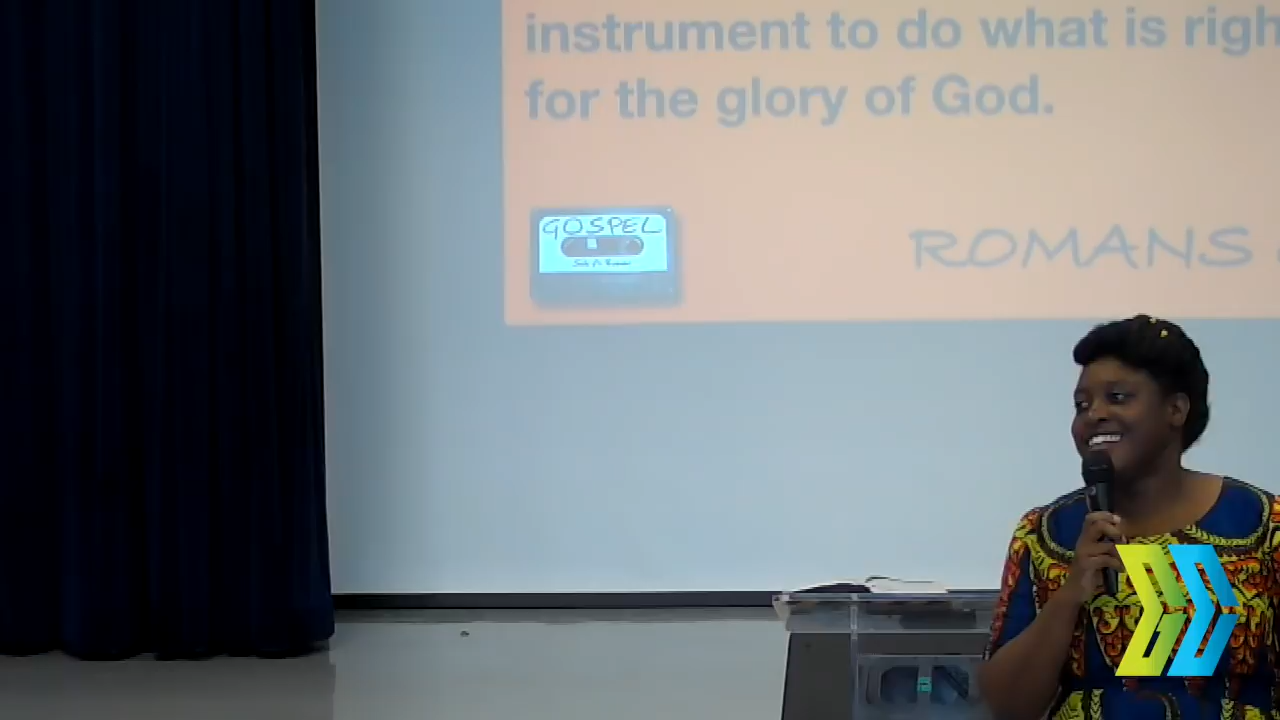 instrument to do what is righ
for the glory of God.
GOSPEL
ROMANS